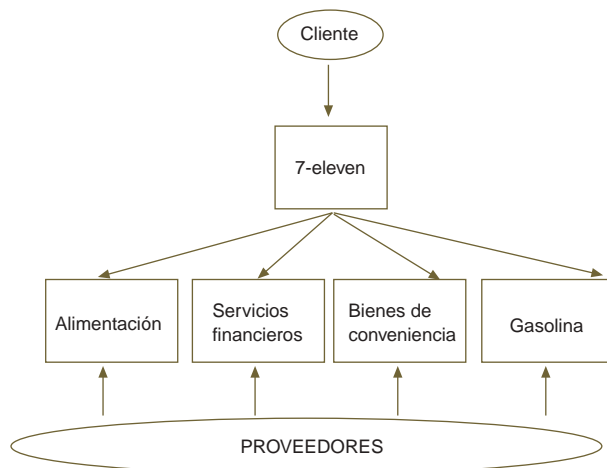 Cliente
7-eleven
Alimentación
Servicios
financieros
Bienes de
conveniencia
Gasolina
PROVEEDORES